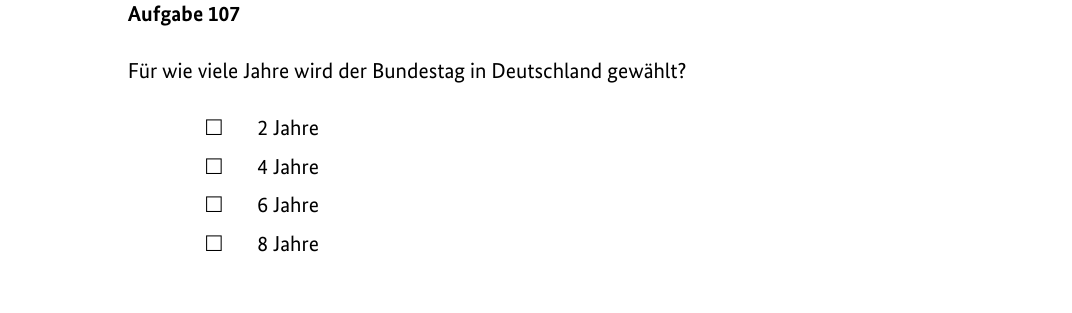 Aufgabe 107
Für wie viele Jahre wird der Bundestag in Deutschland gewählt?
☐ 2 Jahre
☐ 4 Jahre
☐ 6 Jahre
☐ 8 Jahre